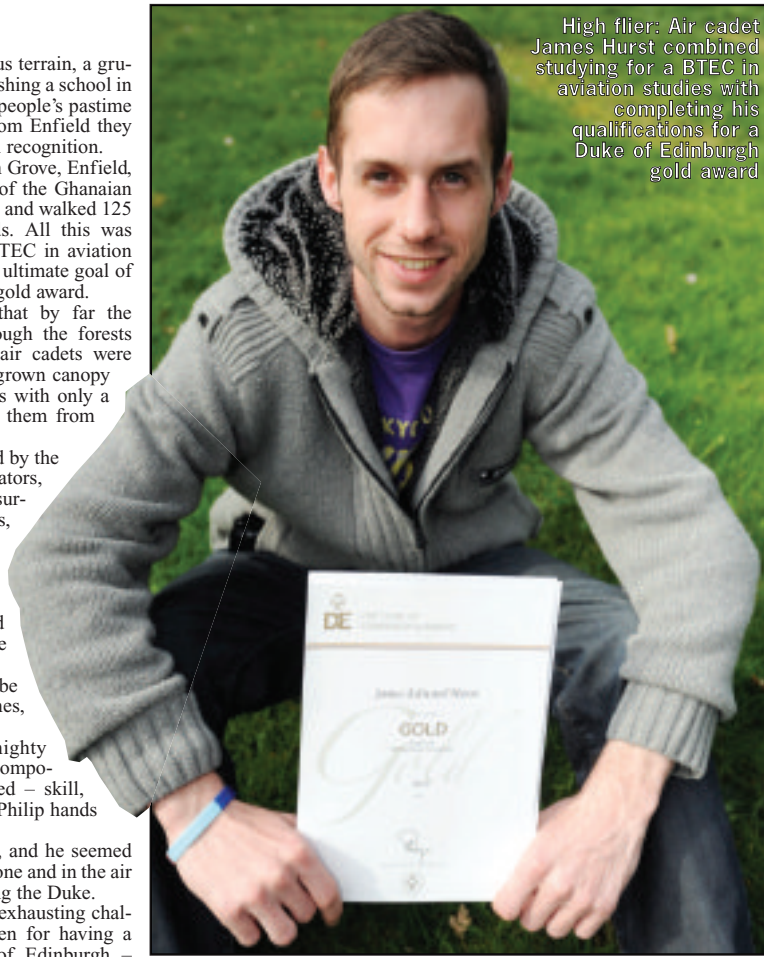 us terrain, a gru-
shing a school in
people's pastime
om Enfield they
recognition.
Grove, Enfield,
of the Ghanaian
and walked 125
s. All this was
TEC in aviation
ultimate goal of
gold award.
that by far the
ough the forests
air cadets were
grown canopy
s with only a
them from
d by the
ators,
sur-
s,
d
e
be
nes,
nighty
ompo-
ed – skill,
Philip hands
, and he seemed
one and in the air
ng the Duke.
exhausting chal-
en for having a
of Edinburgh –
High flier: Air cadet
James Hurst combined
studying for a BTEC in
aviation studies with
completing his
qualifications for a
Duke of Edinburgh
gold award
KYO
DE
GOLD
Gold